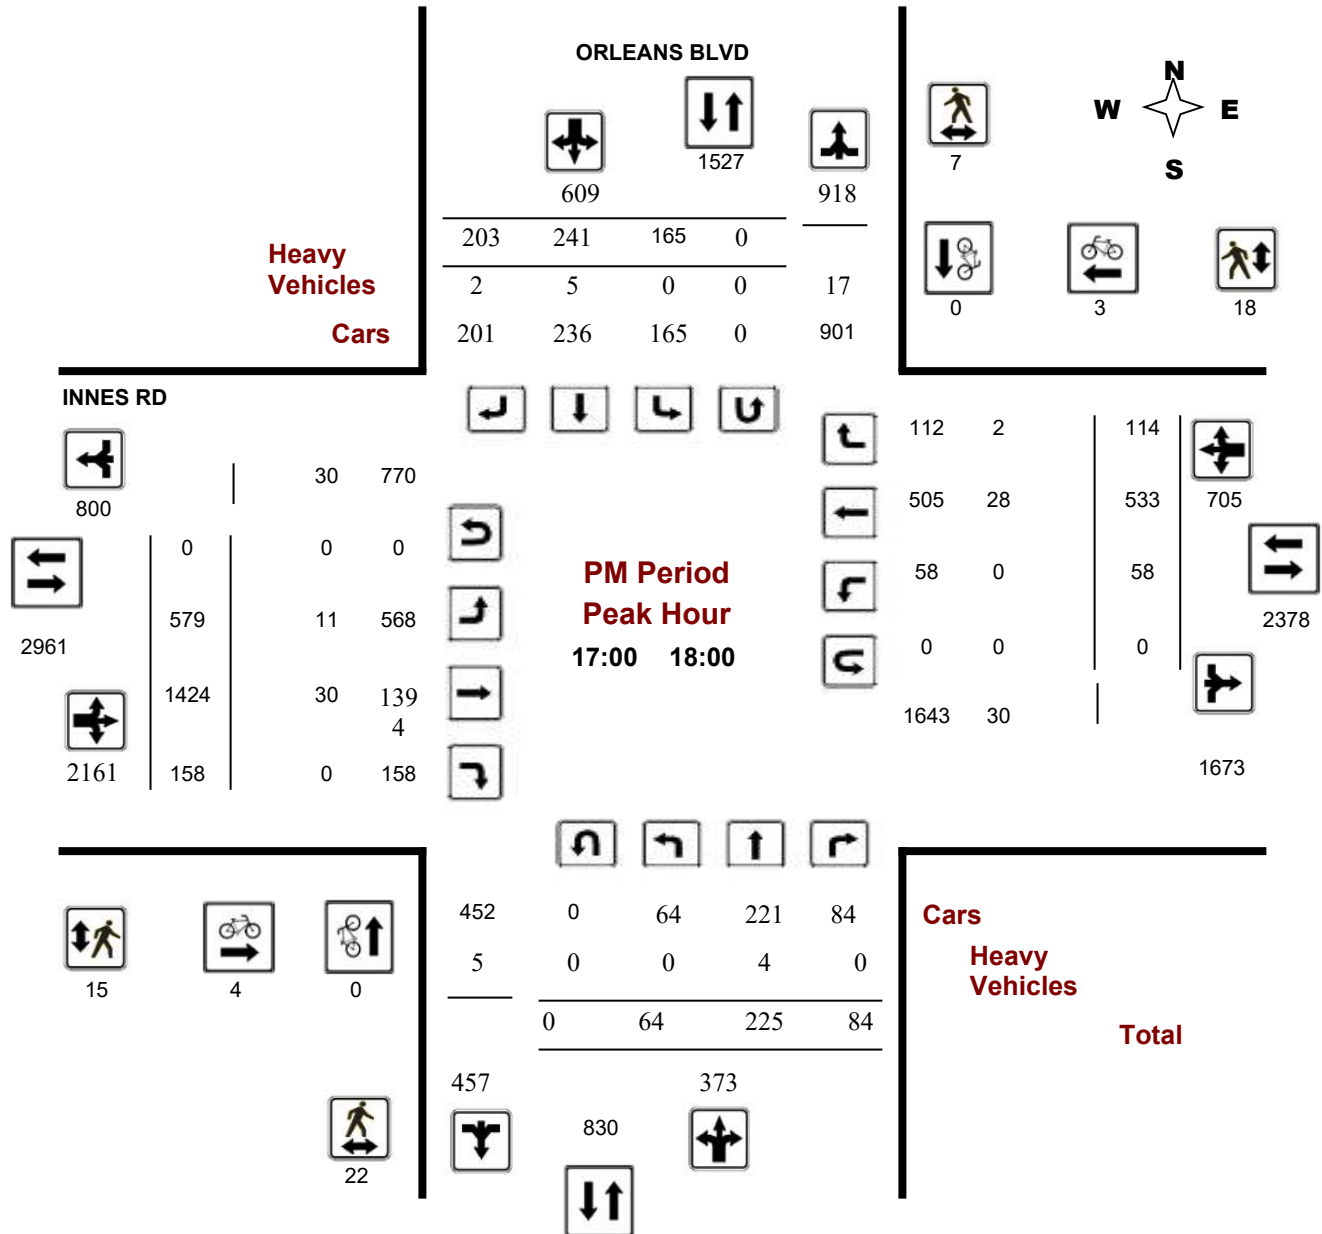 ORLEANS BLVD
N
W E
S
1527
7
609
918
203 241 165 0
Heavy
Vehicles
2 5 0 0 17
0 3 18
Cars
201 236 165 0 901
INNES RD
112 2 114
30 770
800
505 28 533 705
0 0 0
PM Period
58 0 58
Peak Hour
579 11 568
2378
2961
17:00 18:00
0 0 0
1424 30 139
4
1643 30
2161 158 0 158
1673
452 0 64 221 84
Cars
5 0 0 4 0
Heavy
Vehicles
15 4 0
0 64 225 84
Total
457 373
830
22